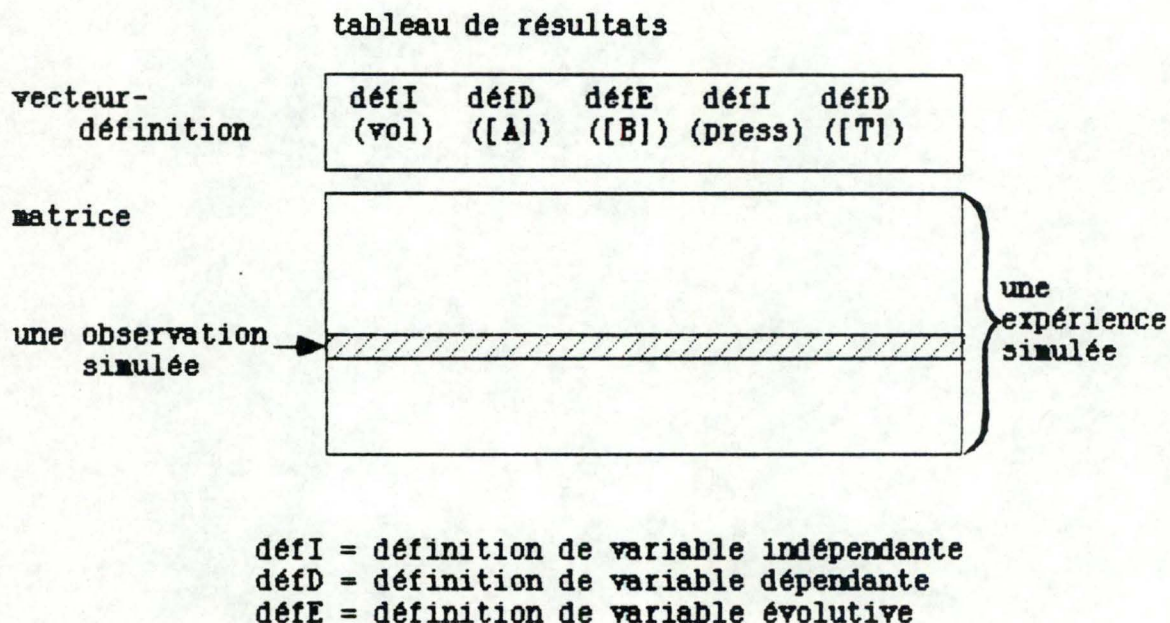 tableau de résultats
vecteur-
définition
défI défD défE défI défD
(vol) ([A]) ([B]) (press) ([T])
matrice
une observation
simulée
une
expérience
simulée
défI = définition de variable indépendante
défD = définition de variable dépendante
défE = définition de variable évolutive